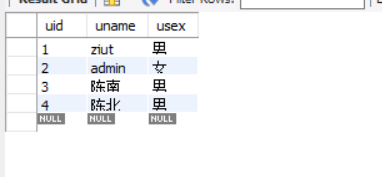 Result Grid Filter Rows:
uid uname usex
1 ziut 男
2 admin 女
3 陈南 男
4 陈北 男
NULL NULL NULL